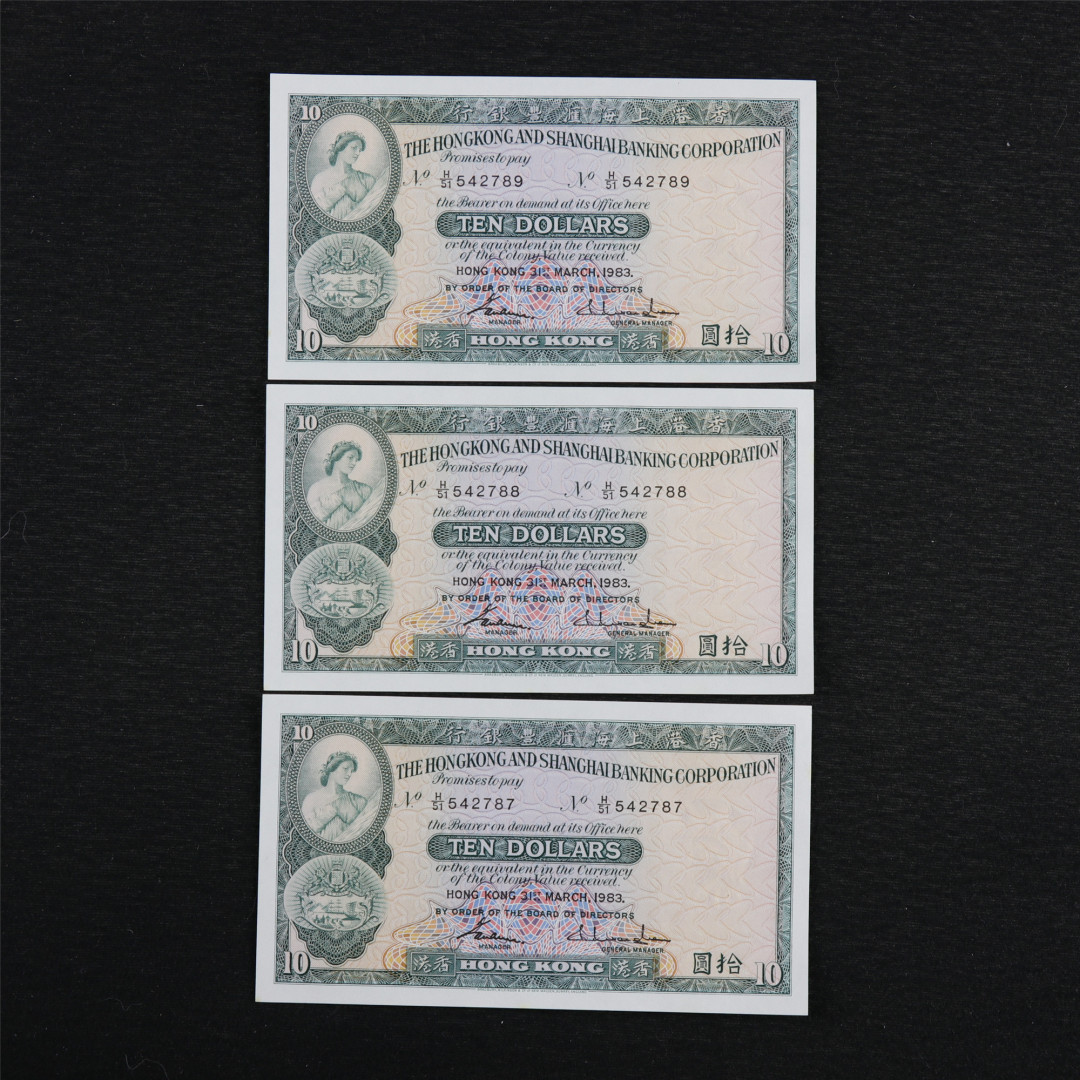 行銀豐滙海上港香
10
THE HONGKONG AND SHANGHAI BANKING CORPORATION
Promises to pay
No H/51 542789 No H/51 542789
the Bearer on demand at its Office here
TEN DOLLARS
or the equivalent in the Currency
of the Colony Value received.
HONG KONG 31ST MARCH, 1983.
BY ORDER OF THE BOARD OF DIRECTORS
MANAGER GENERAL MANAGER
10 港香 HONG KONG 港香 圓拾 10
行銀豐滙海上港香
10
THE HONGKONG AND SHANGHAI BANKING CORPORATION
Promises to pay
No H/51 542788 No H/51 542788
the Bearer on demand at its Office here
TEN DOLLARS
or the equivalent in the Currency
of the Colony Value received.
HONG KONG 31ST MARCH, 1983.
BY ORDER OF THE BOARD OF DIRECTORS
MANAGER GENERAL MANAGER
10 港香 HONG KONG 港香 圓拾 10
行銀豐滙海上港香
10
THE HONGKONG AND SHANGHAI BANKING CORPORATION
Promises to pay
No H/51 542787 No H/51 542787
the Bearer on demand at its Office here
TEN DOLLARS
or the equivalent in the Currency
of the Colony Value received.
HONG KONG 31ST MARCH, 1983.
BY ORDER OF THE BOARD OF DIRECTORS
MANAGER GENERAL MANAGER
10 港香 HONG KONG 港香 圓拾 10